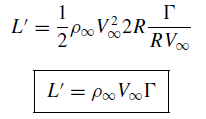 L′ = 1/2 ρ∞ V∞² 2R Γ/(R V∞)
L′ = ρ∞ V∞ Γ